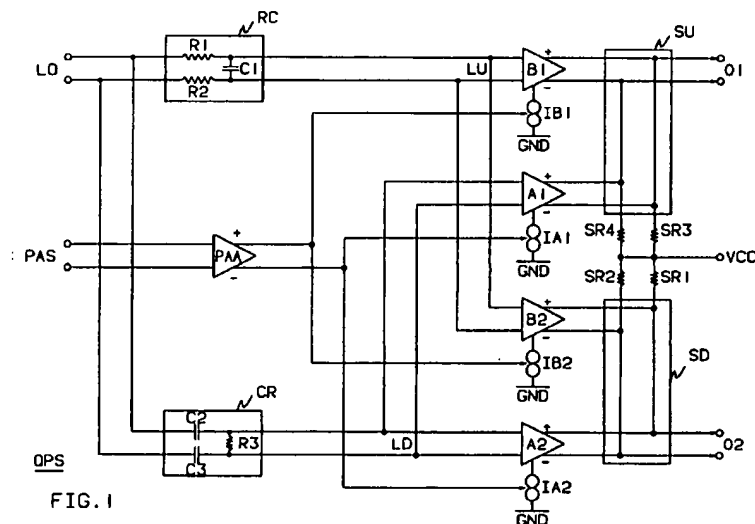 RC
SU
R1
C1
R2
LO
LU
B1
+
-
O1
IB1
GND
A1
+
-
SR4
SR3
IA1
GND
PAS
PAA
+
-
VCC
SR2
SR1
B2
+
-
SD
IB2
GND
CR
C2
R3
C3
LD
A2
+
-
O2
IA2
GND
QPS
FIG.1